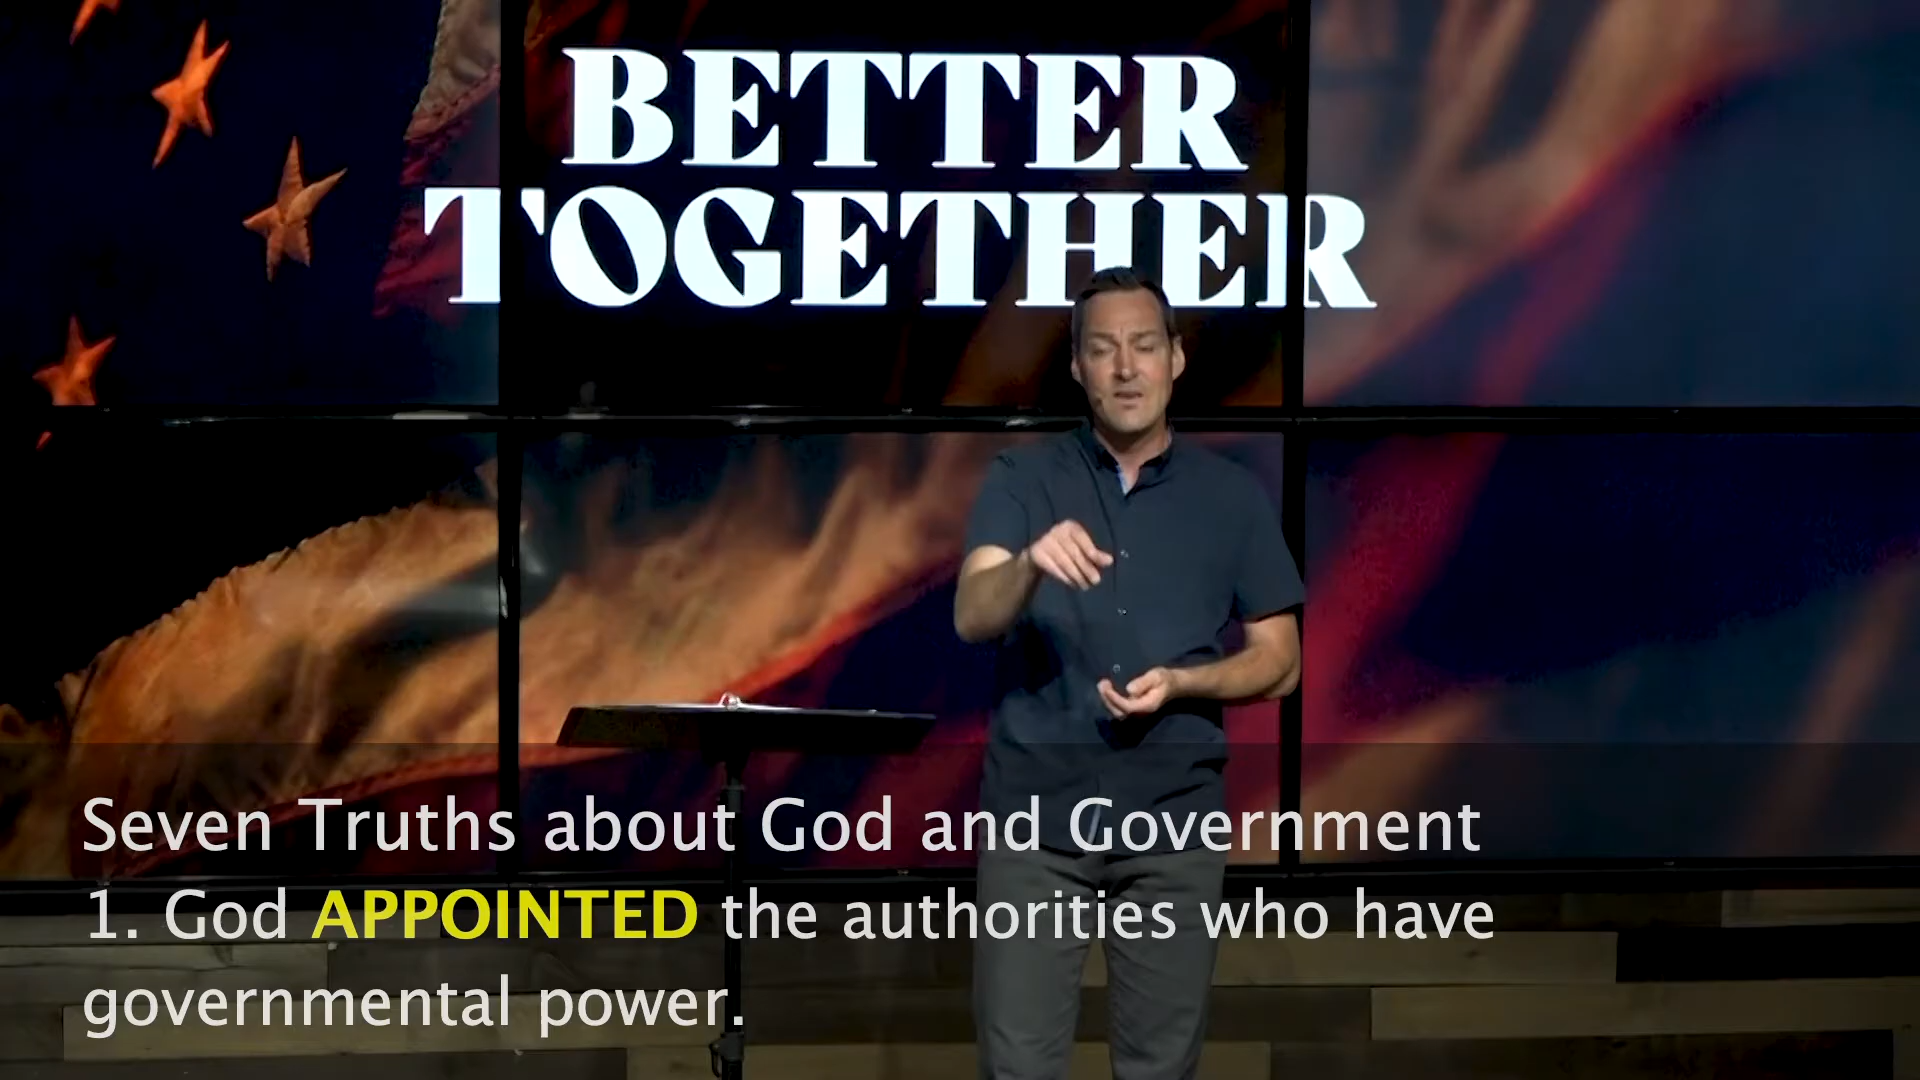 BETTER
TOGETHER
Seven Truths about God and Government
1. God APPOINTED the authorities who have
governmental power.